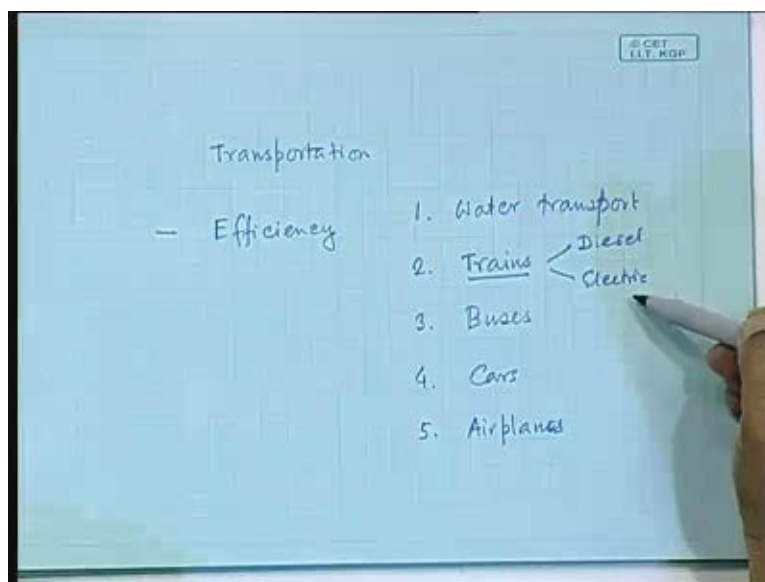 © CET
I.I.T. KGP
Transportation
— Efficiency
1. Water transport
2. Trains
Diesel
Electric
3. Buses
4. Cars
5. Airplanes